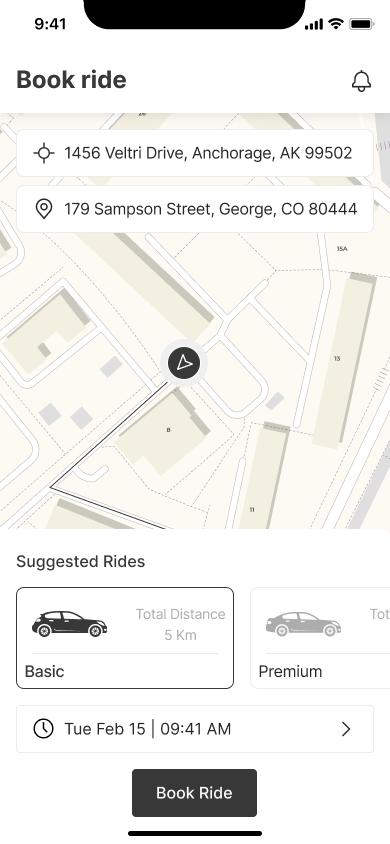 9:41
Book ride
1456 Veltri Drive, Anchorage, AK 99502
179 Sampson Street, George, CO 80444
15A
13
8
11
Suggested Rides
Total Distance
5 Km
Basic
Tot
Premium
Tue Feb 15 | 09:41 AM
Book Ride